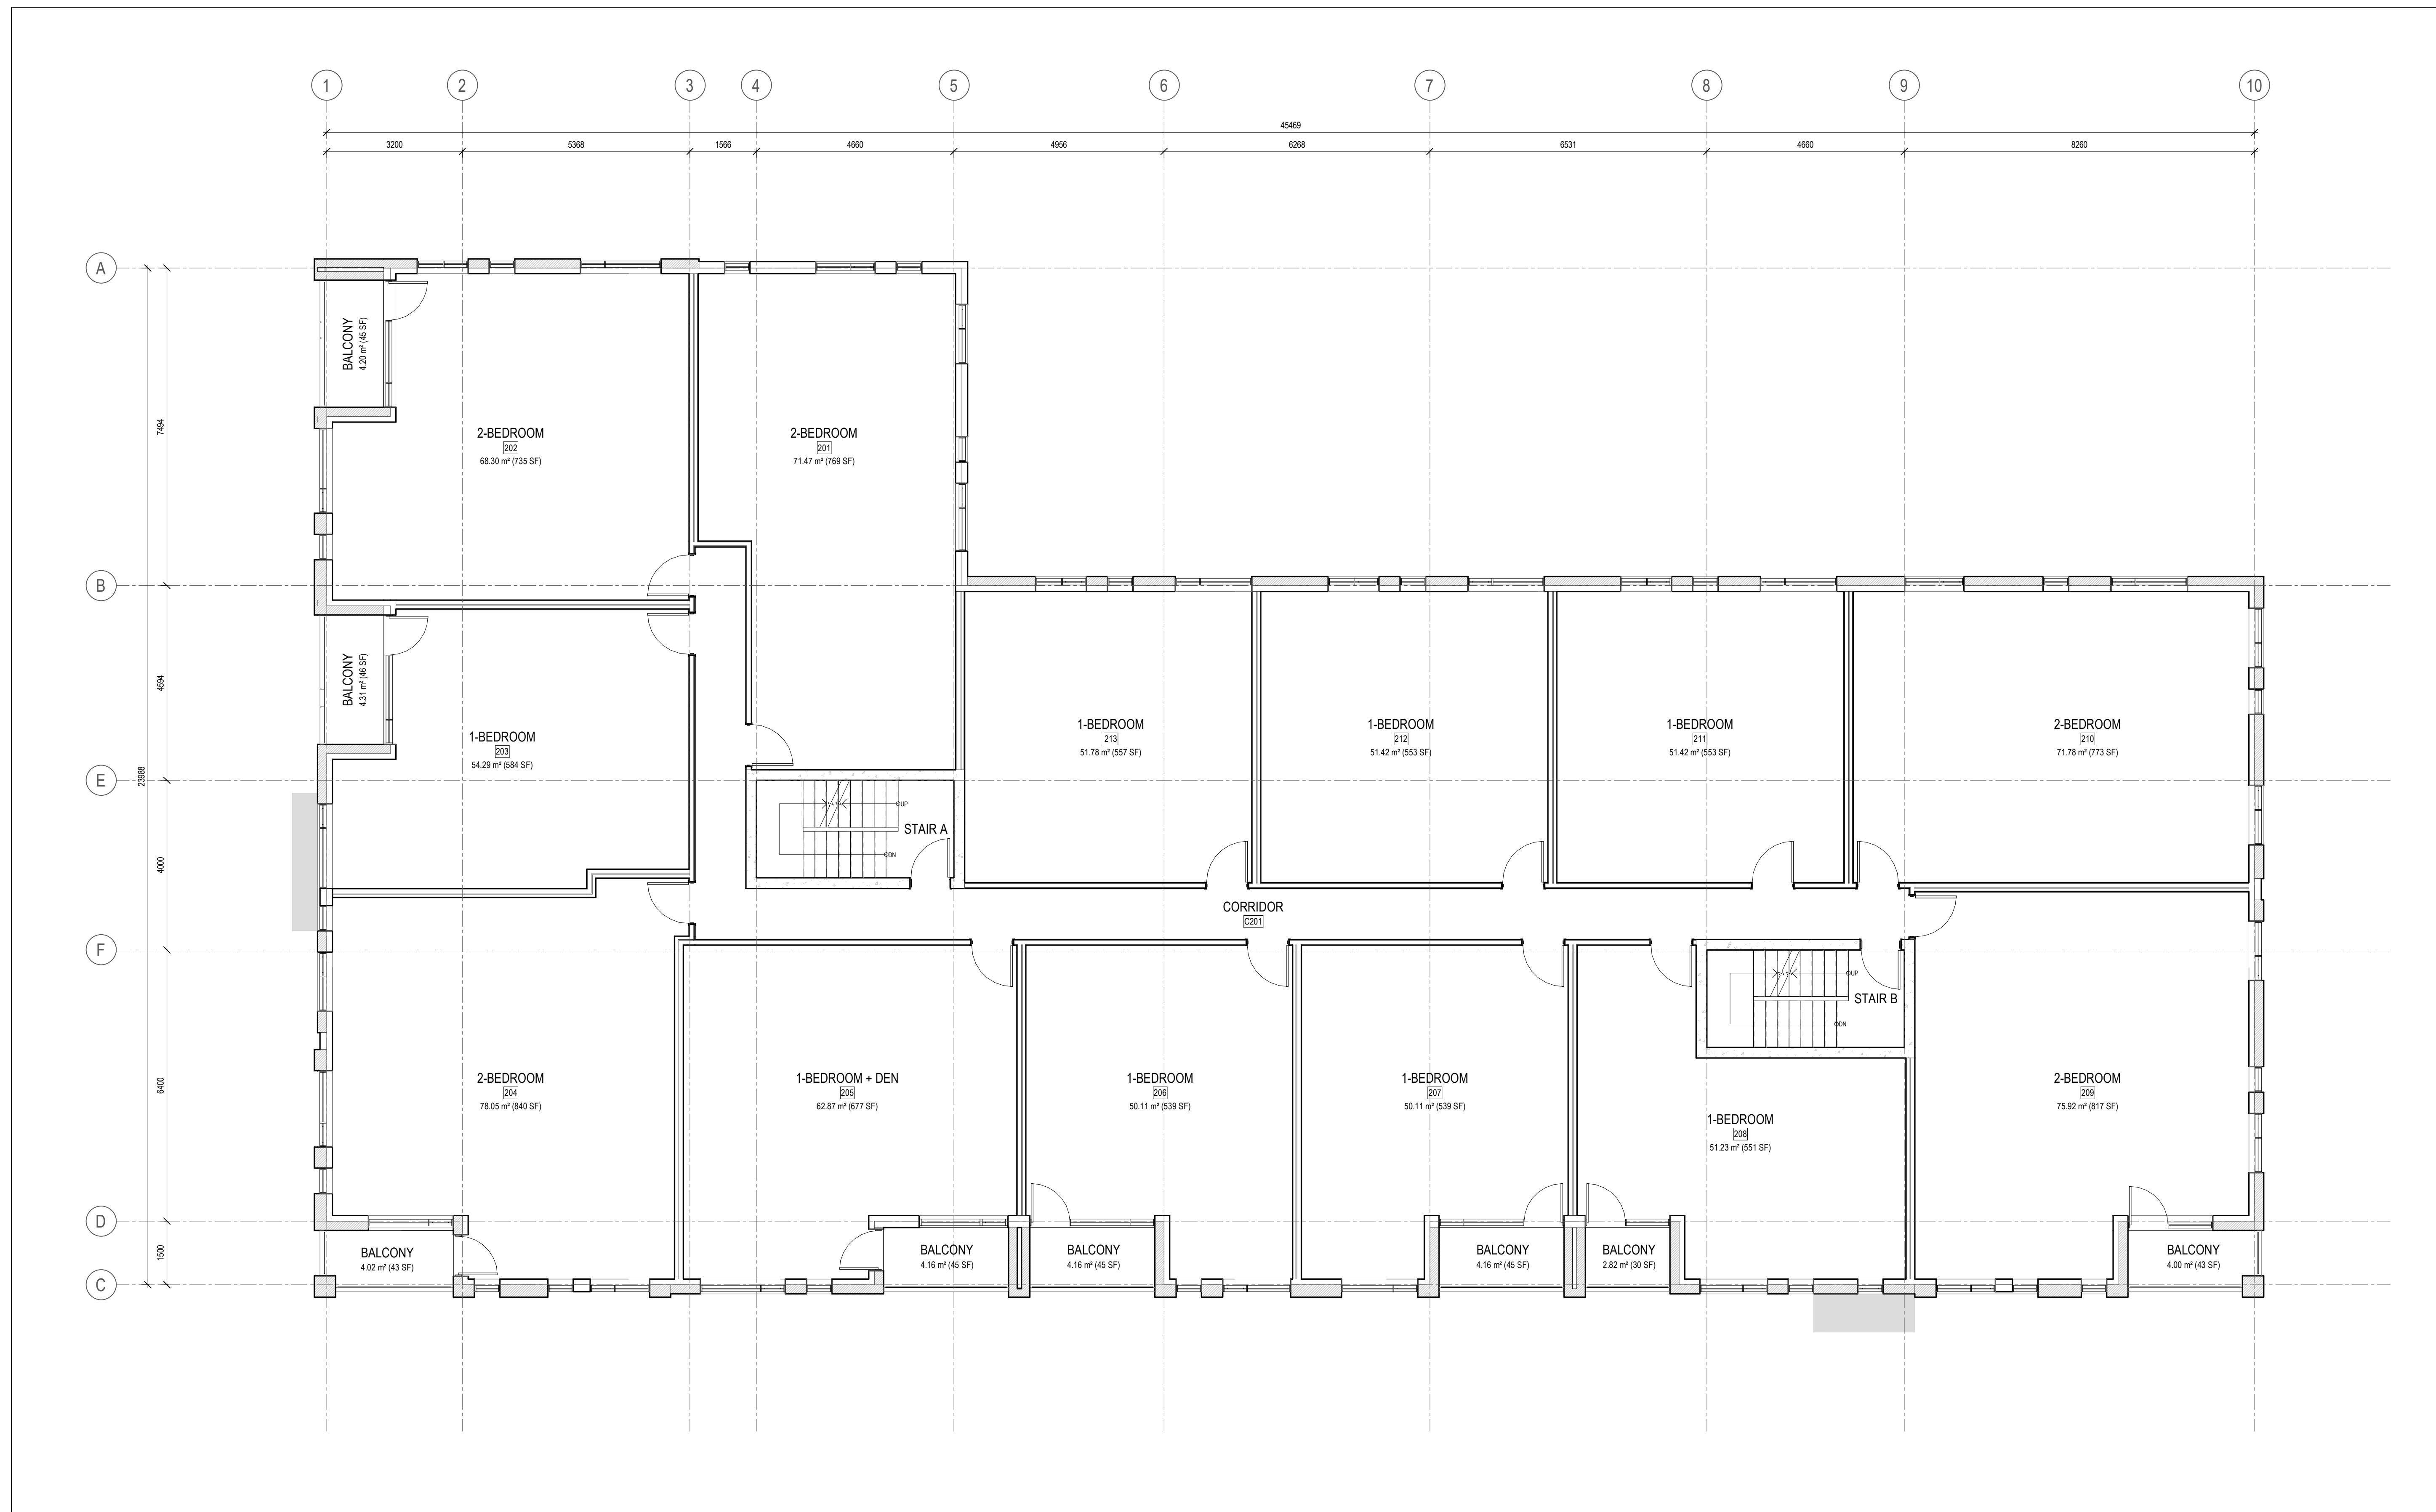 1 2 3 4 5 6 7 8 9 10
45469
3200 5368 1566 4660 4956 6268 6531 4660 8260
A
B
E
F
D
C
7494
4594
4000
6400
1500
23988
BALCONY
4.20 m² (45 SF)
2-BEDROOM
202
68.30 m² (735 SF)
2-BEDROOM
201
71.47 m² (769 SF)
BALCONY
4.31 m² (46 SF)
1-BEDROOM
203
54.29 m² (584 SF)
1-BEDROOM
213
51.78 m² (557 SF)
1-BEDROOM
212
51.42 m² (553 SF)
1-BEDROOM
211
51.42 m² (553 SF)
2-BEDROOM
210
71.78 m² (773 SF)
UP
STAIR A
DN
CORRIDOR
C201
UP
STAIR B
DN
2-BEDROOM
204
78.05 m² (840 SF)
1-BEDROOM + DEN
205
62.87 m² (677 SF)
1-BEDROOM
206
50.11 m² (539 SF)
1-BEDROOM
207
50.11 m² (539 SF)
1-BEDROOM
208
51.23 m² (551 SF)
2-BEDROOM
209
75.92 m² (817 SF)
BALCONY
4.02 m² (43 SF)
BALCONY
4.16 m² (45 SF)
BALCONY
4.16 m² (45 SF)
BALCONY
4.16 m² (45 SF)
BALCONY
2.82 m² (30 SF)
BALCONY
4.00 m² (43 SF)